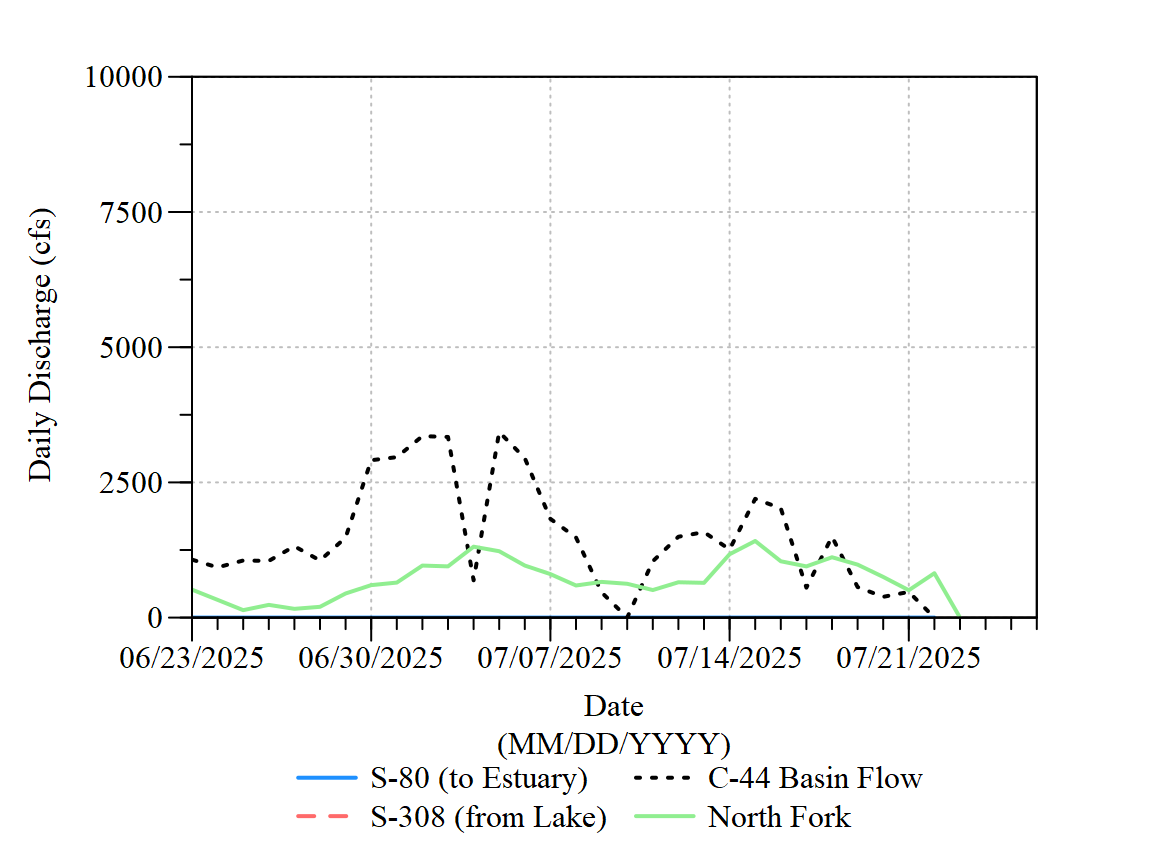 10000
7500
5000
2500
0
Daily Discharge (cfs)
06/23/2025 06/30/2025 07/07/2025 07/14/2025 07/21/2025
Date
(MM/DD/YYYY)
S-80 (to Estuary) C-44 Basin Flow
S-308 (from Lake) North Fork